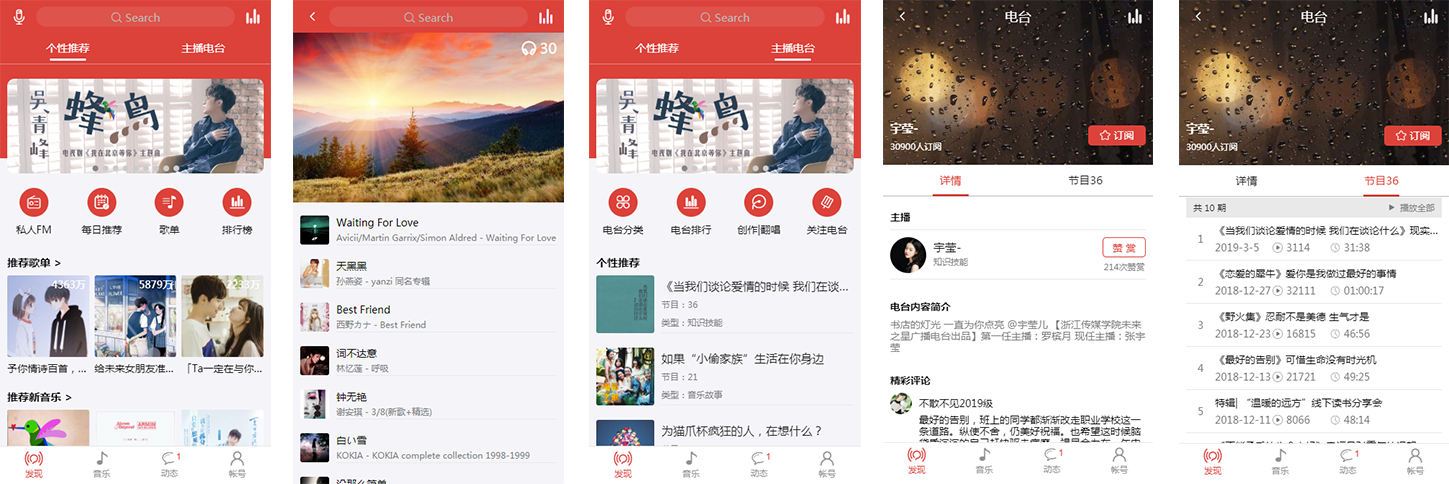 Search
个性推荐
主播电台
吴青峰
蜂鸟
电视剧《我在北京等你》主题曲
私人FM
每日推荐
歌单
排行榜
推荐歌单 >
4363万
5879万
2233万
予你情诗百首，...
给未来女朋友准...
「Ta一定在与你...
推荐新音乐 >
发现
音乐
1
动态
帐号
Search
30
Waiting For Love
Avicii/Martin Garrix/Simon Aldred - Waiting For Love
天黑黑
孙燕姿 - yanzi 同名专辑
Best Friend
西野カナ - Best Friend
词不达意
林忆莲 - 呼吸
钟无艳
谢安琪 - 3/8(新歌+精选)
白い雪
KOKIA - KOKIA complete collection 1998-1999
没那么简单
Search
个性推荐
主播电台
吴青峰
蜂鸟
电视剧《我在北京等你》主题曲
电台分类
电台排行
创作|翻唱
关注电台
个性推荐
《当我们谈论爱情的时候 我们在谈...
节目：36
类型：知识技能
如果“小偷家族”生活在你身边
节目：21
类型：音乐故事
为猫爪杯疯狂的人，在想什么？
发现
音乐
1
动态
帐号
电台
宇莹-
30900人订阅
订阅
详情
节目36
主播
宇莹-
知识技能
赞 赏
214次赞赏
电台内容简介
书店的灯光 一直为你点亮 @宇莹儿 【浙江传媒学院未来
之星广播电台出品】第一任主播：罗槟月 现任主播：张宇
莹
精彩评论
不散不见2019级
最好的告别，班上的同学都渐渐改走职业学校这一
条道路。纵使不舍，仍美好祝福。也希望这时候脑
发现
音乐
1
动态
帐号
电台
宇莹-
30900人订阅
订阅
详情
节目36
共 10 期
播放全部
1
《当我们谈论爱情的时候 我们在谈论什么》现实...
2019-3-5
3114
31:38
2
《恋爱的犀牛》爱你是我做过最好的事情
2018-12-27
32111
01:00:17
3
《野火集》忍耐不是美德 生气才是
2018-12-23
16815
46:56
4
《最好的告别》可惜生命没有时光机
2018-12-13
21721
49:25
5
特辑| “温暖的远方”线下读书分享会
2018-12-11
8066
48:14
发现
音乐
1
动态
帐号